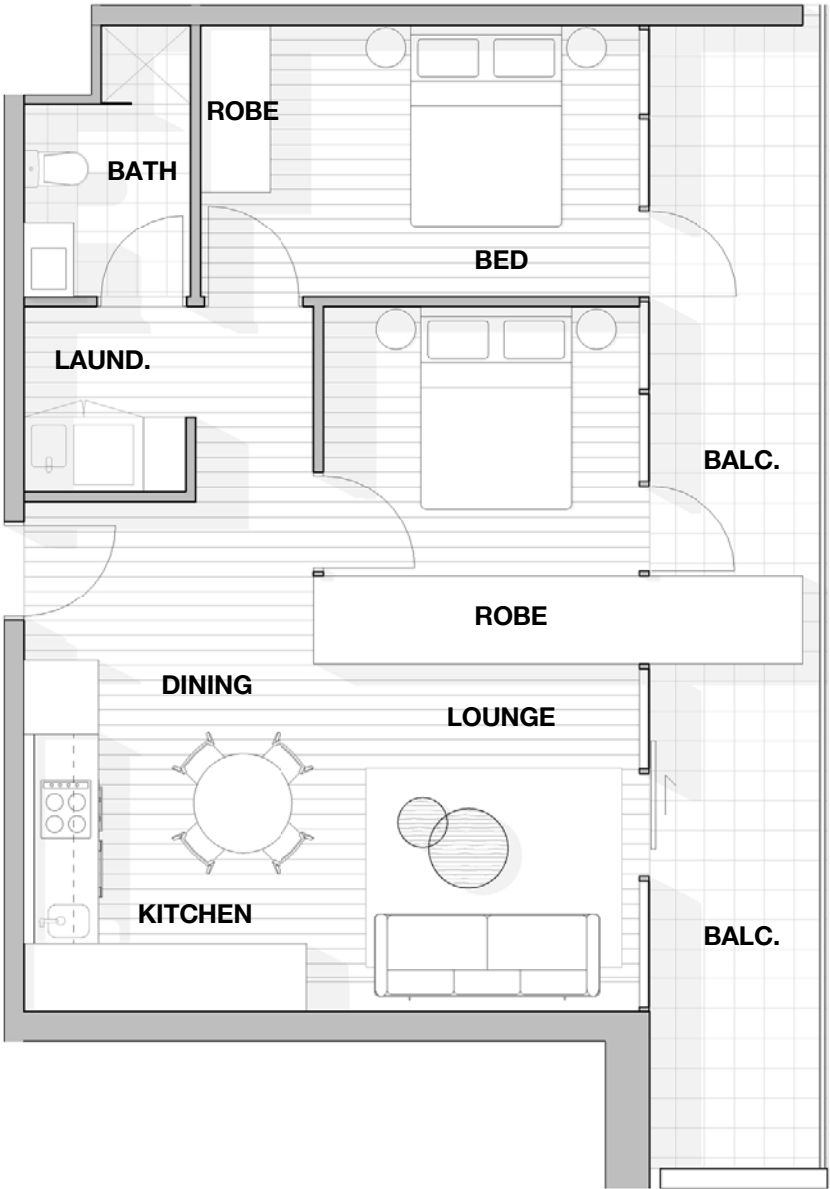 ROBE
BATH
BED
LAUND.
BALC.
ROBE
DINING
LOUNGE
KITCHEN
BALC.